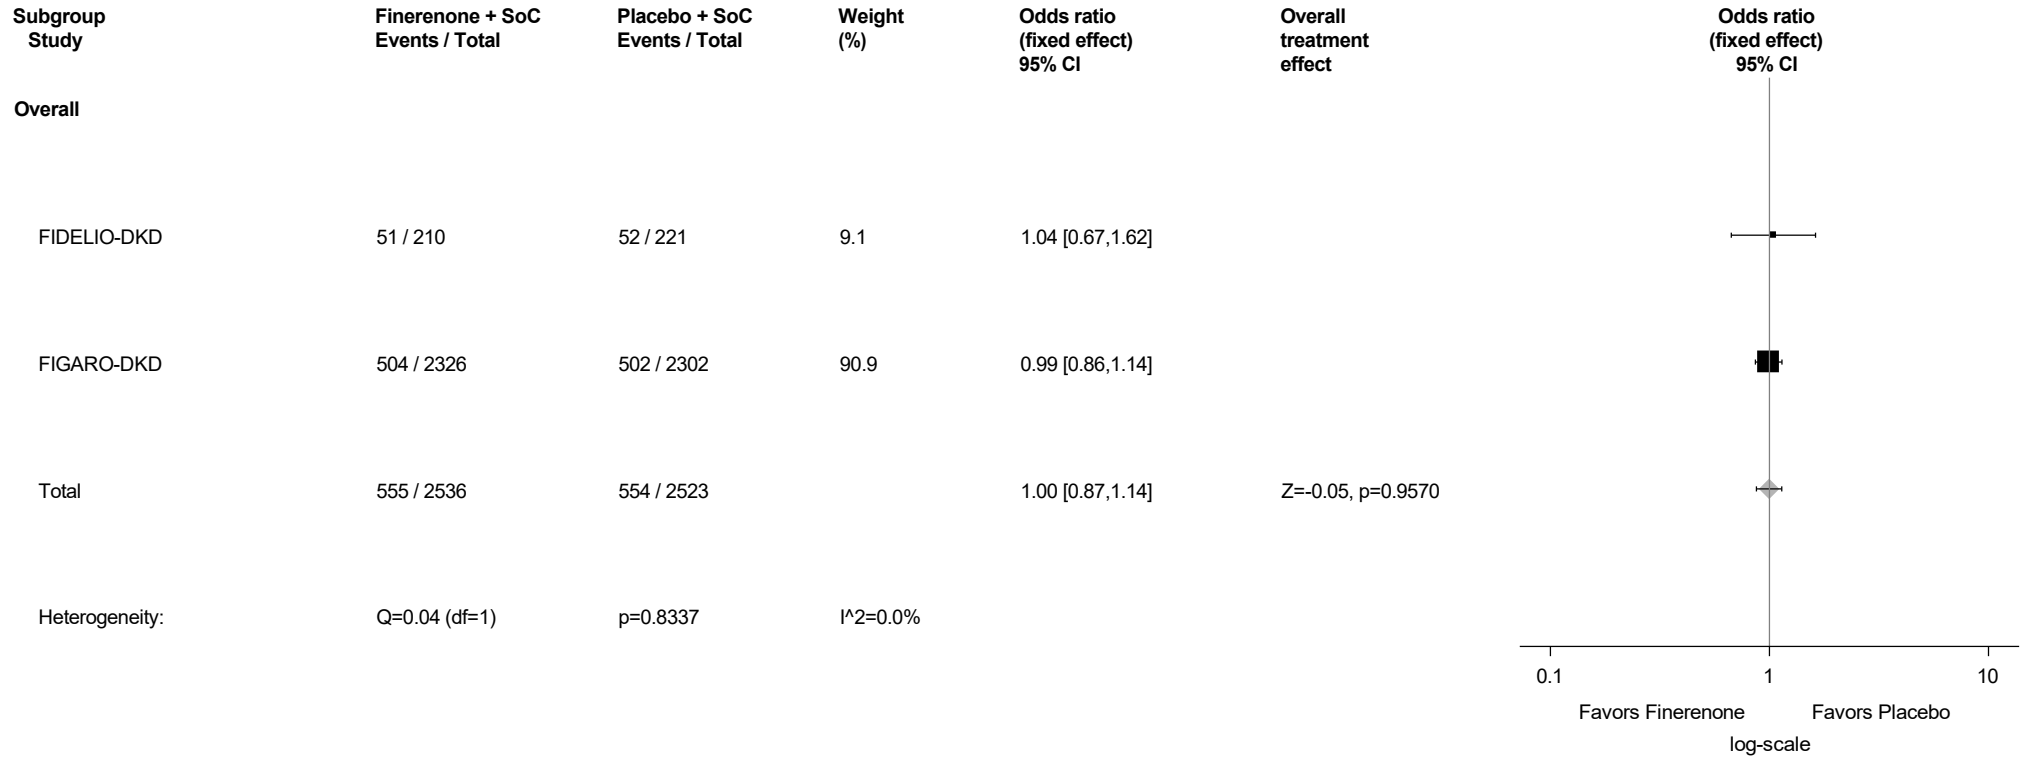 Subgroup Finerenone + SoC Placebo + SoC Weight Odds ratio Overall Odds ratio
Study Events / Total Events / Total (%) (fixed effect) treatment (fixed effect)
95% CI effect 95% CI
Overall
FIDELIO-DKD 51 / 210 52 / 221 9.1 1.04 [0.67,1.62]
FIGARO-DKD 504 / 2326 502 / 2302 90.9 0.99 [0.86,1.14]
Total 555 / 2536 554 / 2523 1.00 [0.87,1.14] Z=-0.05, p=0.9570
Heterogeneity: Q=0.04 (df=1) p=0.8337 I^2=0.0%
0.1 1 10
Favors Finerenone Favors Placebo
log-scale